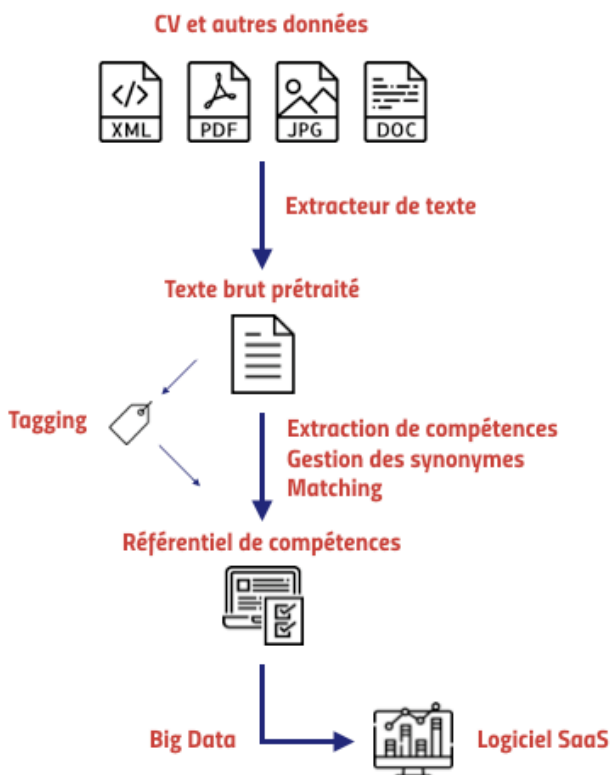 CV et autres données
XML PDF JPG DOC
Extracteur de texte
Texte brut prétraité
Tagging
Extraction de compétences
Gestion des synonymes
Matching
Référentiel de compétences
Big Data
Logiciel SaaS